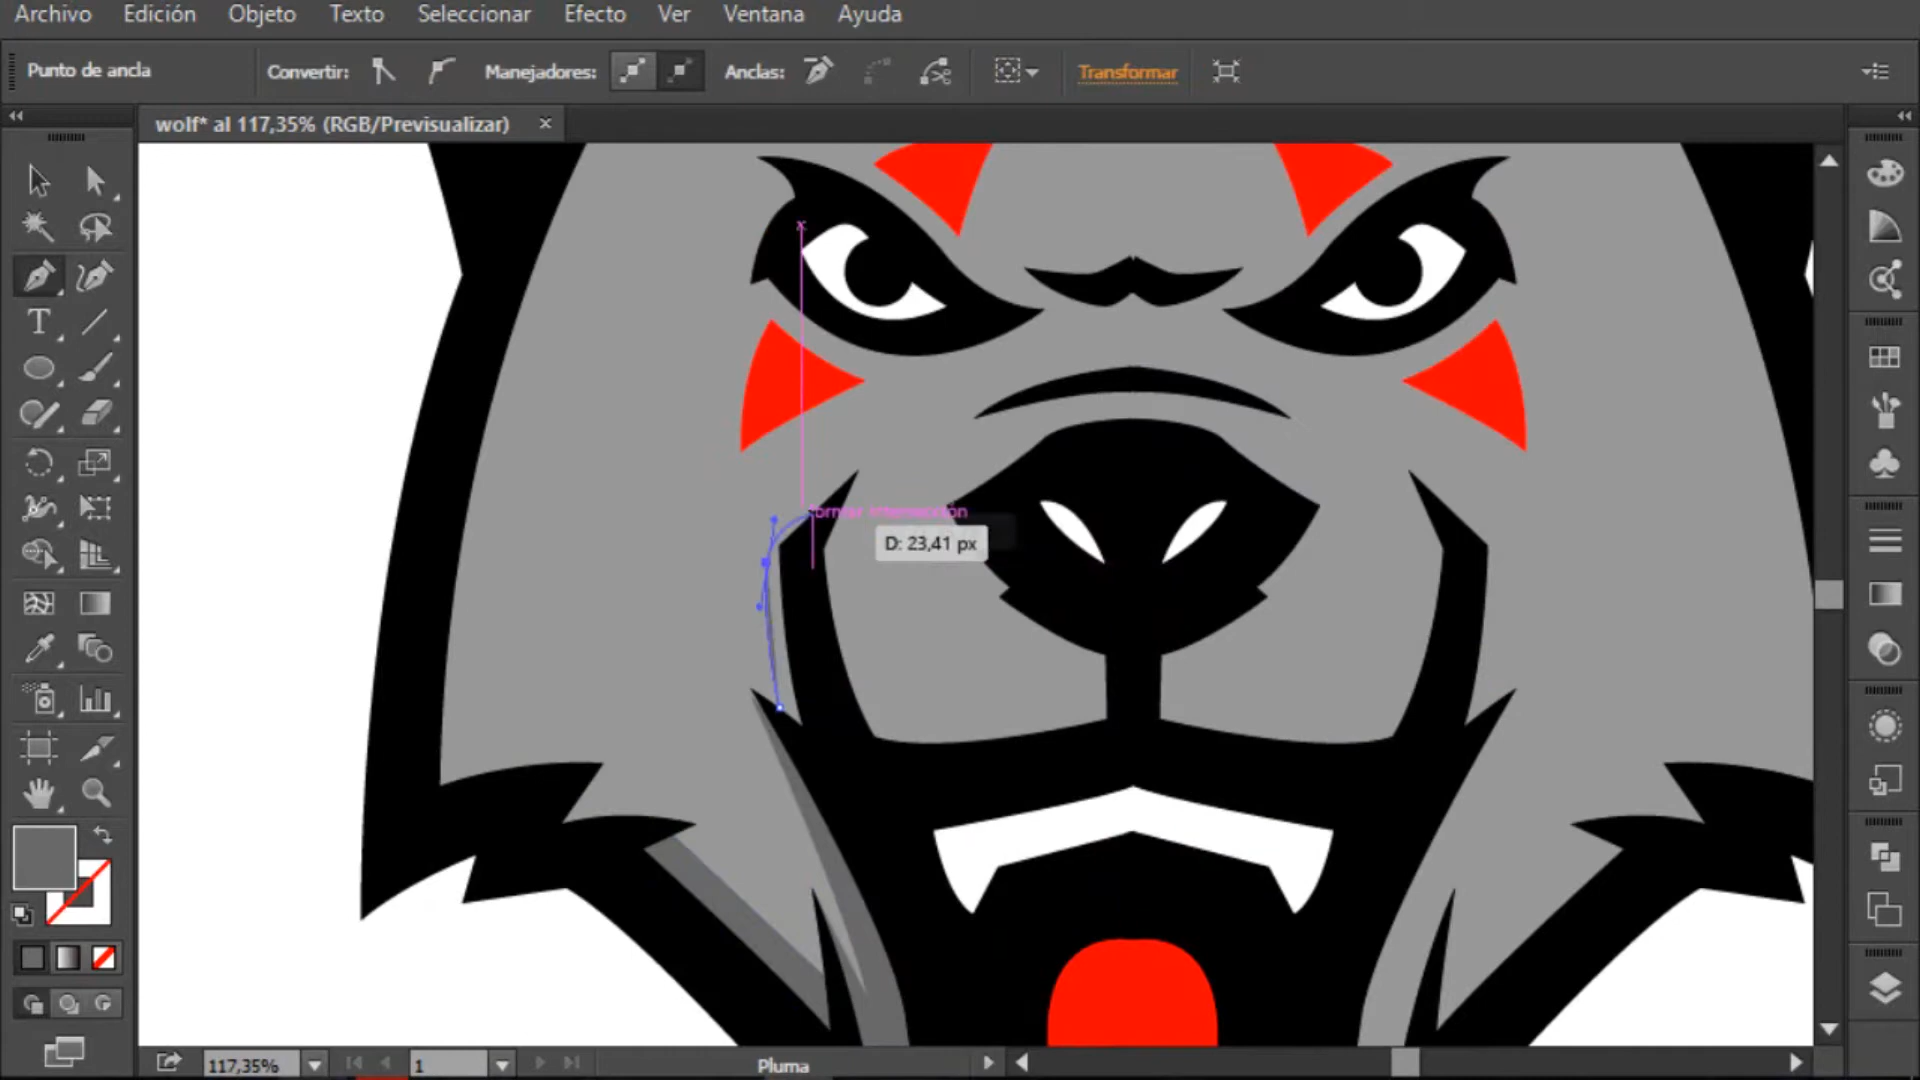 Archivo Edición Objeto Texto Seleccionar Efecto Ver Ventana Ayuda
Punto de ancla Convertir: Manejadores: Anclas: Transformar
wolf* al 117,35% (RGB/Previsualizar) ×
formar intersección
D: 23,41 px
117,35% 1 Pluma